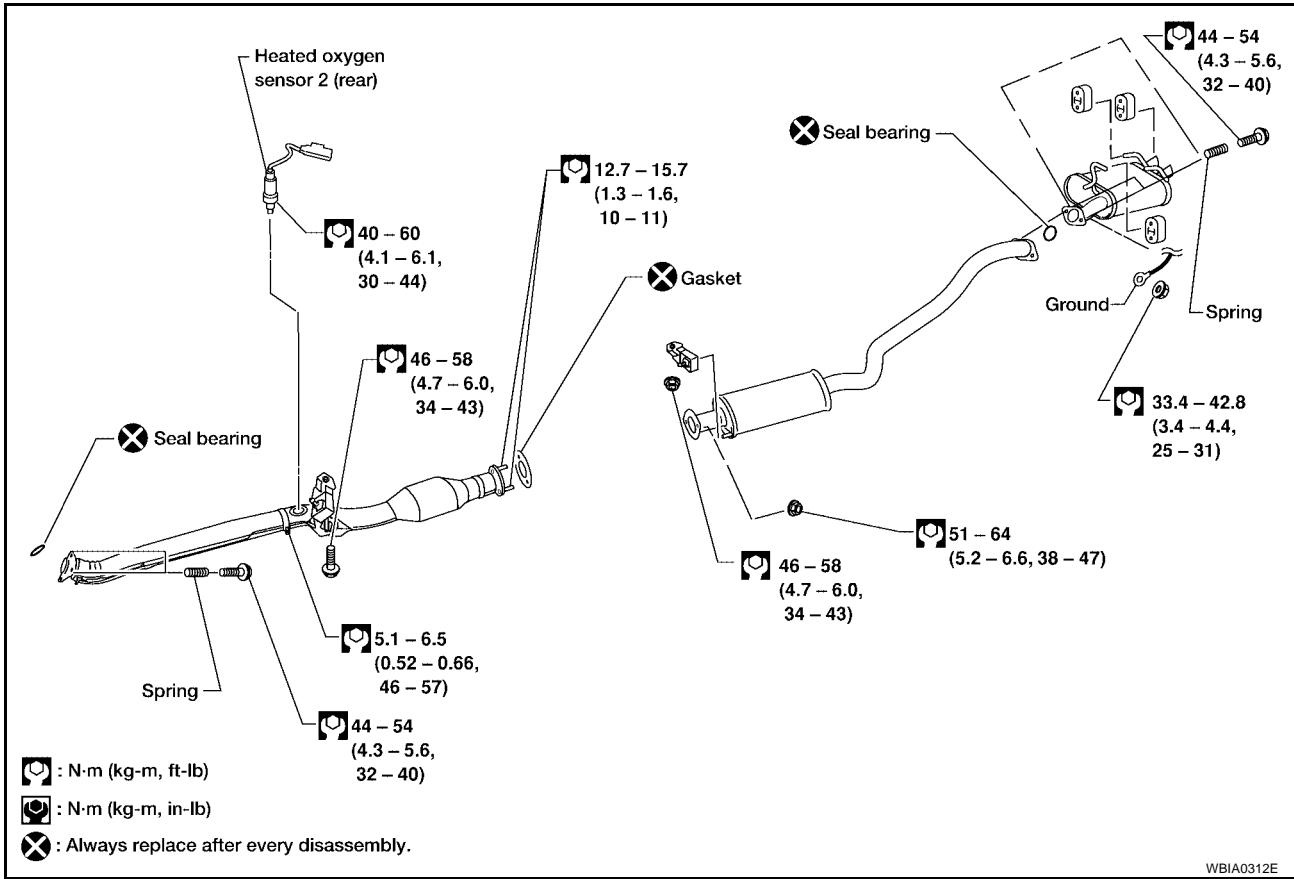 Heated oxygen
sensor 2 (rear)
44 – 54
(4.3 – 5.6,
32 – 40)
Seal bearing
12.7 – 15.7
(1.3 – 1.6,
10 – 11)
40 – 60
(4.1 – 6.1,
30 – 44)
Gasket
Ground
Spring
46 – 58
(4.7 – 6.0,
34 – 43)
33.4 – 42.8
(3.4 – 4.4,
25 – 31)
Seal bearing
51 – 64
(5.2 – 6.6, 38 – 47)
46 – 58
(4.7 – 6.0,
34 – 43)
5.1 – 6.5
(0.52 – 0.66,
46 – 57)
Spring
44 – 54
(4.3 – 5.6,
32 – 40)
: N·m (kg-m, ft-lb)
: N·m (kg-m, in-lb)
: Always replace after every disassembly.
WBIA0312E